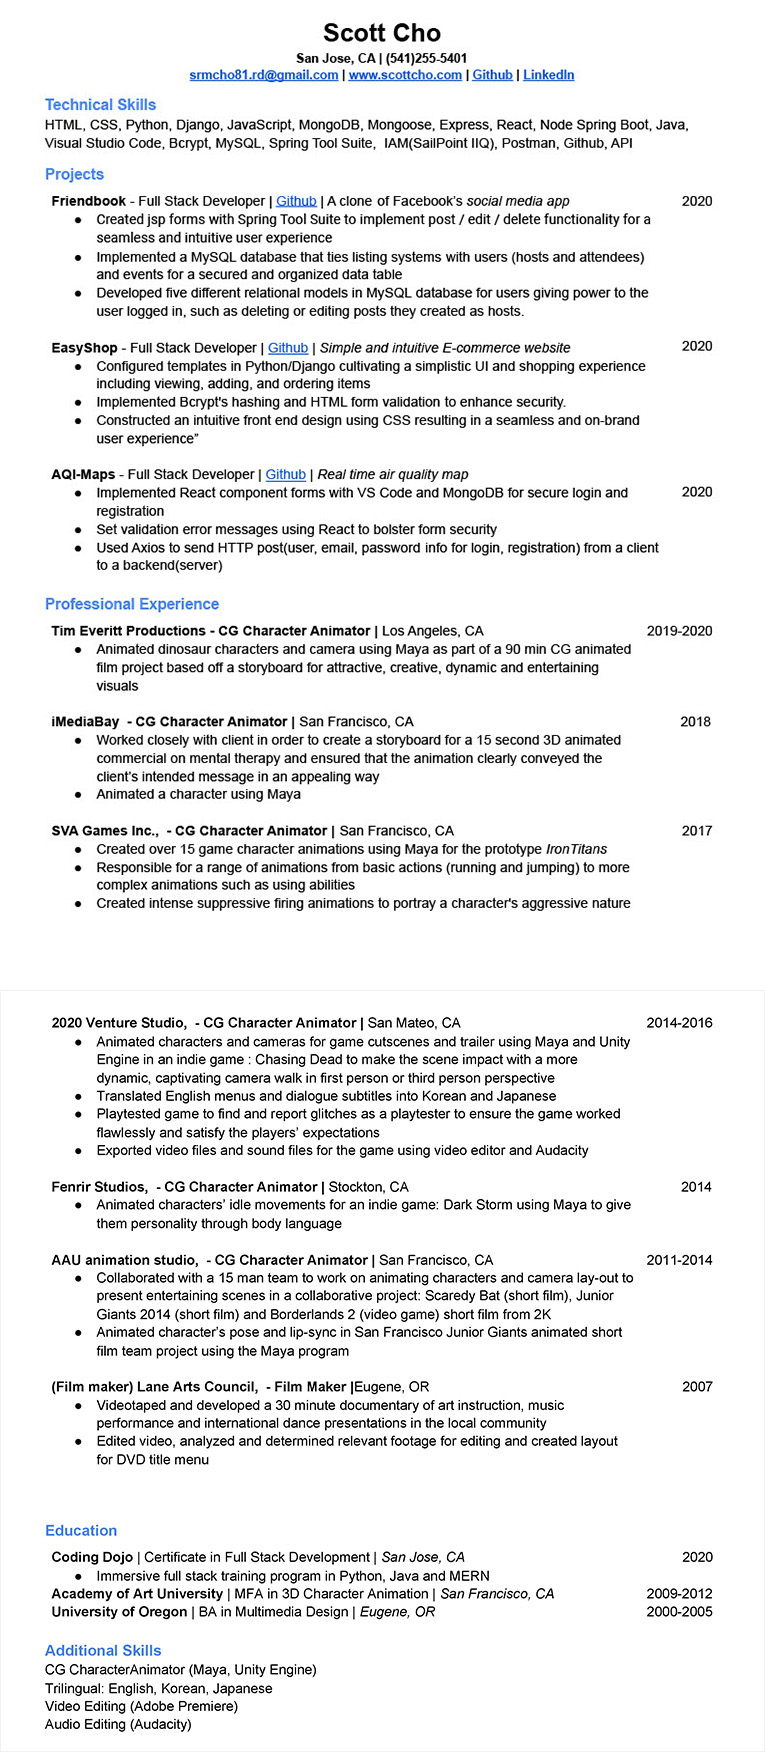 Scott Cho
San Jose, CA | (541)255-5401
srmcho81.rd@gmail.com | www.scottcho.com | Github | LinkedIn
Technical Skills
HTML, CSS, Python, Django, JavaScript, MongoDB, Mongoose, Express, React, Node Spring Boot, Java,
Visual Studio Code, Bcrypt, MySQL, Spring Tool Suite, IAM(SailPoint IIQ), Postman, Github, API
Projects
Friendbook - Full Stack Developer | Github | A clone of Facebook's social media app 2020
● Created jsp forms with Spring Tool Suite to implement post / edit / delete functionality for a
seamless and intuitive user experience
● Implemented a MySQL database that ties listing systems with users (hosts and attendees)
and events for a secured and organized data table
● Developed five different relational models in MySQL database for users giving power to the
user logged in, such as deleting or editing posts they created as hosts.
EasyShop - Full Stack Developer | Github | Simple and intuitive E-commerce website 2020
● Configured templates in Python/Django cultivating a simplistic UI and shopping experience
including viewing, adding, and ordering items
● Implemented Bcrypt's hashing and HTML form validation to enhance security.
● Constructed an intuitive front end design using CSS resulting in a seamless and on-brand
user experience”
AQI-Maps - Full Stack Developer | Github | Real time air quality map
● Implemented React component forms with VS Code and MongoDB for secure login and 2020
registration
● Set validation error messages using React to bolster form security
● Used Axios to send HTTP post(user, email, password info for login, registration) from a client
to a backend(server)
Professional Experience
Tim Everitt Productions - CG Character Animator | Los Angeles, CA 2019-2020
● Animated dinosaur characters and camera using Maya as part of a 90 min CG animated
film project based off a storyboard for attractive, creative, dynamic and entertaining
visuals
iMediaBay - CG Character Animator | San Francisco, CA 2018
● Worked closely with client in order to create a storyboard for a 15 second 3D animated
commercial on mental therapy and ensured that the animation clearly conveyed the
client's intended message in an appealing way
● Animated a character using Maya
SVA Games Inc., - CG Character Animator | San Francisco, CA 2017
● Created over 15 game character animations using Maya for the prototype IronTitans
● Responsible for a range of animations from basic actions (running and jumping) to more
complex animations such as using abilities
● Created intense suppressive firing animations to portray a character's aggressive nature
2020 Venture Studio, - CG Character Animator | San Mateo, CA 2014-2016
● Animated characters and cameras for game cutscenes and trailer using Maya and Unity
Engine in an indie game : Chasing Dead to make the scene impact with a more
dynamic, captivating camera walk in first person or third person perspective
● Translated English menus and dialogue subtitles into Korean and Japanese
● Playtested game to find and report glitches as a playtester to ensure the game worked
flawlessly and satisfy the players' expectations
● Exported video files and sound files for the game using video editor and Audacity
Fenrir Studios, - CG Character Animator | Stockton, CA 2014
● Animated characters' idle movements for an indie game: Dark Storm using Maya to give
them personality through body language
AAU animation studio, - CG Character Animator | San Francisco, CA 2011-2014
● Collaborated with a 15 man team to work on animating characters and camera lay-out to
present entertaining scenes in a collaborative project: Scaredy Bat (short film), Junior
Giants 2014 (short film) and Borderlands 2 (video game) short film from 2K
● Animated character's pose and lip-sync in San Francisco Junior Giants animated short
film team project using the Maya program
(Film maker) Lane Arts Council, - Film Maker |Eugene, OR 2007
● Videotaped and developed a 30 minute documentary of art instruction, music
performance and international dance presentations in the local community
● Edited video, analyzed and determined relevant footage for editing and created layout
for DVD title menu
Education
Coding Dojo | Certificate in Full Stack Development | San Jose, CA 2020
● Immersive full stack training program in Python, Java and MERN
Academy of Art University | MFA in 3D Character Animation | San Francisco, CA 2009-2012
University of Oregon | BA in Multimedia Design | Eugene, OR 2000-2005
Additional Skills
CG CharacterAnimator (Maya, Unity Engine)
Trilingual: English, Korean, Japanese
Video Editing (Adobe Premiere)
Audio Editing (Audacity)